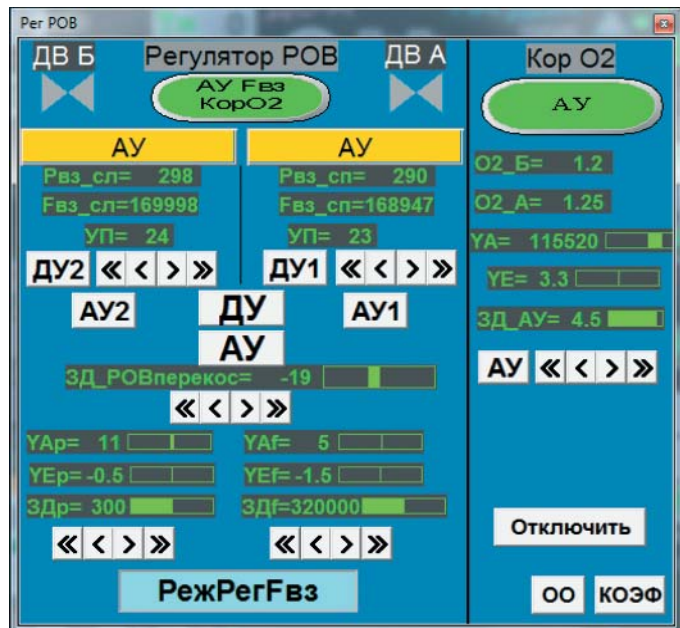 Рег РОВ
ДВ Б Регулятор РОВ ДВ А
АУ Fвз
КорО2
АУ АУ
Рвз_сл= 298 Рвз_сп= 290
Fвз_сл=169998 Fвз_сп=168947
УП= 24 УП= 23
ДУ2 « < > » ДУ1 « < > »
АУ2 ДУ АУ1
АУ
ЗД_РОВперекос= -19
« < > »
YAp= 11 YAf= 5
YEp= -0.5 YEf= -1.5
ЗДр= 300 ЗДf=320000
« < > » « < > »
РежРегFвз
Кор О2
АУ
О2_Б= 1.2
О2_А= 1.25
YA= 115520
YE= 3.3
ЗД_АУ= 4.5
АУ « < > »
Отключить
ОО КОЭФ